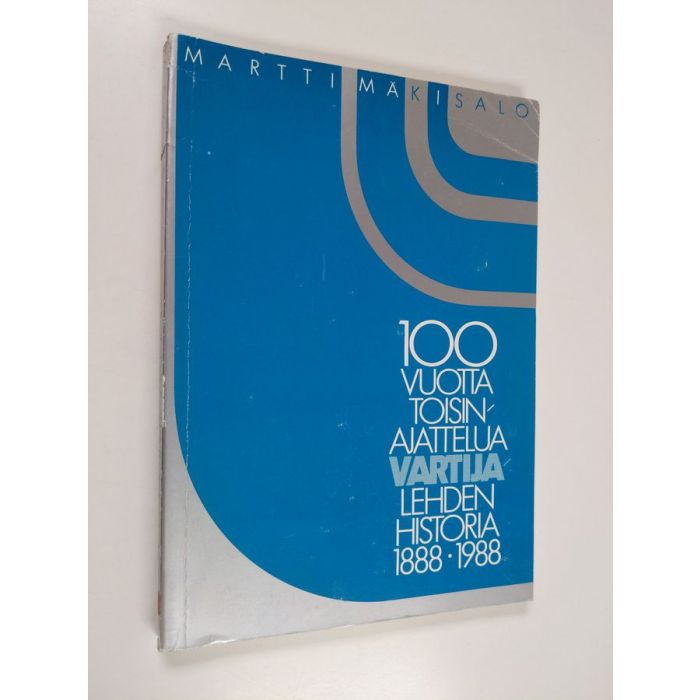 MARTTI MÄKISALO
100
VUOTTA
TOISIN-
AJATTELUA
VARTIJA
LEHDEN
HISTORIA
1888 · 1988